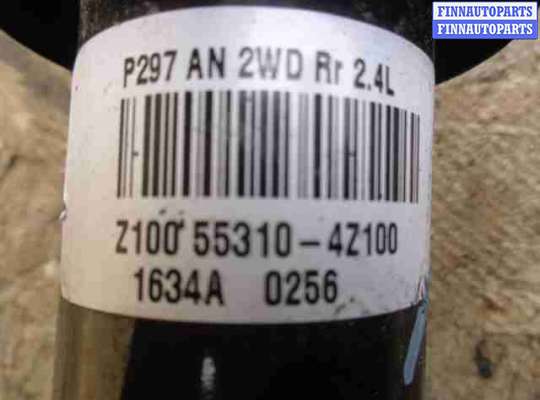 FINNAUTOPARTS
FINNAUTOPARTS
P297 AN 2WD Rr 2.4L
Z100 55310-4Z100
1634A 0256